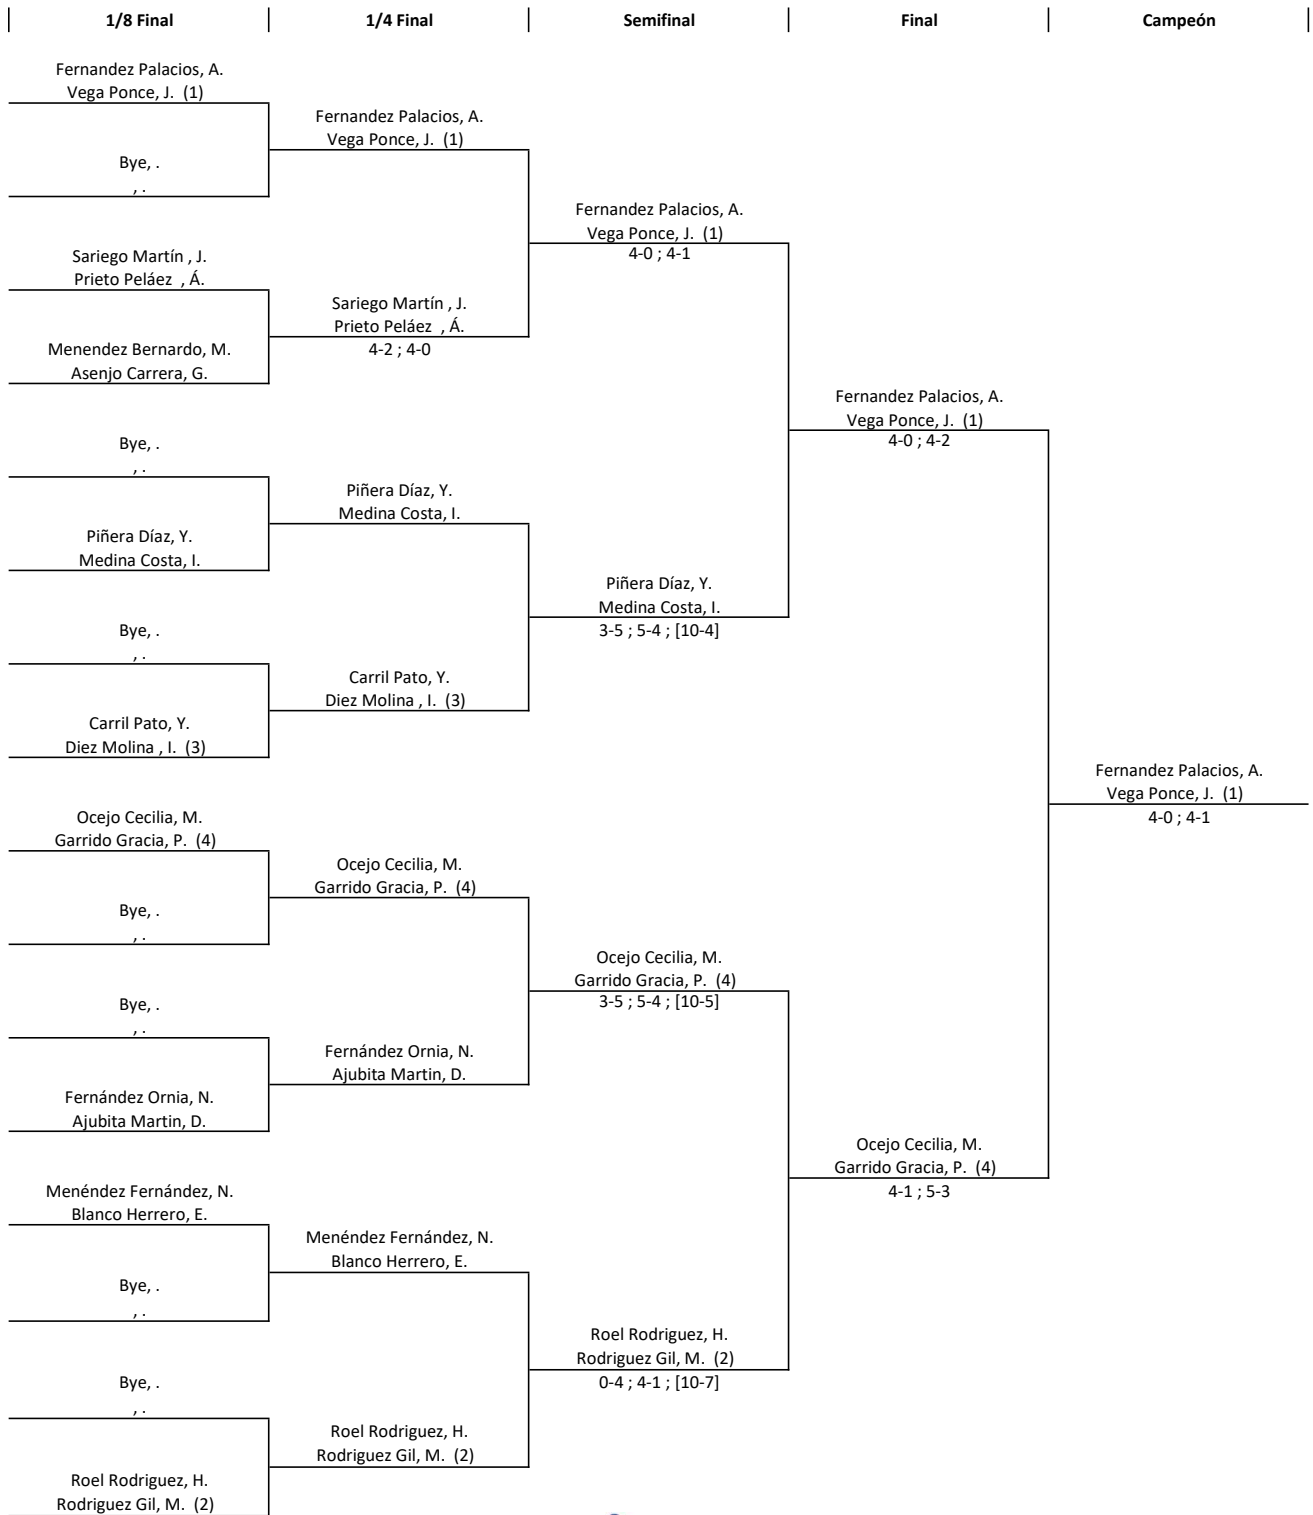 1/8 Final 1/4 Final Semifinal Final Campeón
Fernandez Palacios, A.
Vega Ponce, J. (1)
Bye, .
, .
Sariego Martín , J.
Prieto Peláez , Á.
Menendez Bernardo, M.
Asenjo Carrera, G.
Bye, .
, .
Piñera Díaz, Y.
Medina Costa, I.
Bye, .
, .
Carril Pato, Y.
Diez Molina , I. (3)
Ocejo Cecilia, M.
Garrido Gracia, P. (4)
Bye, .
, .
Bye, .
, .
Fernández Ornia, N.
Ajubita Martin, D.
Menéndez Fernández, N.
Blanco Herrero, E.
Bye, .
, .
Bye, .
, .
Roel Rodriguez, H.
Rodriguez Gil, M. (2)
Fernandez Palacios, A.
Vega Ponce, J. (1)
Sariego Martín , J.
Prieto Peláez , Á.
4-2 ; 4-0
Piñera Díaz, Y.
Medina Costa, I.
Carril Pato, Y.
Diez Molina , I. (3)
Ocejo Cecilia, M.
Garrido Gracia, P. (4)
Fernández Ornia, N.
Ajubita Martin, D.
Menéndez Fernández, N.
Blanco Herrero, E.
Roel Rodriguez, H.
Rodriguez Gil, M. (2)
Fernandez Palacios, A.
Vega Ponce, J. (1)
4-0 ; 4-1
Piñera Díaz, Y.
Medina Costa, I.
3-5 ; 5-4 ; [10-4]
Ocejo Cecilia, M.
Garrido Gracia, P. (4)
3-5 ; 5-4 ; [10-5]
Roel Rodriguez, H.
Rodriguez Gil, M. (2)
0-4 ; 4-1 ; [10-7]
Fernandez Palacios, A.
Vega Ponce, J. (1)
4-0 ; 4-2
Ocejo Cecilia, M.
Garrido Gracia, P. (4)
4-1 ; 5-3
Fernandez Palacios, A.
Vega Ponce, J. (1)
4-0 ; 4-1